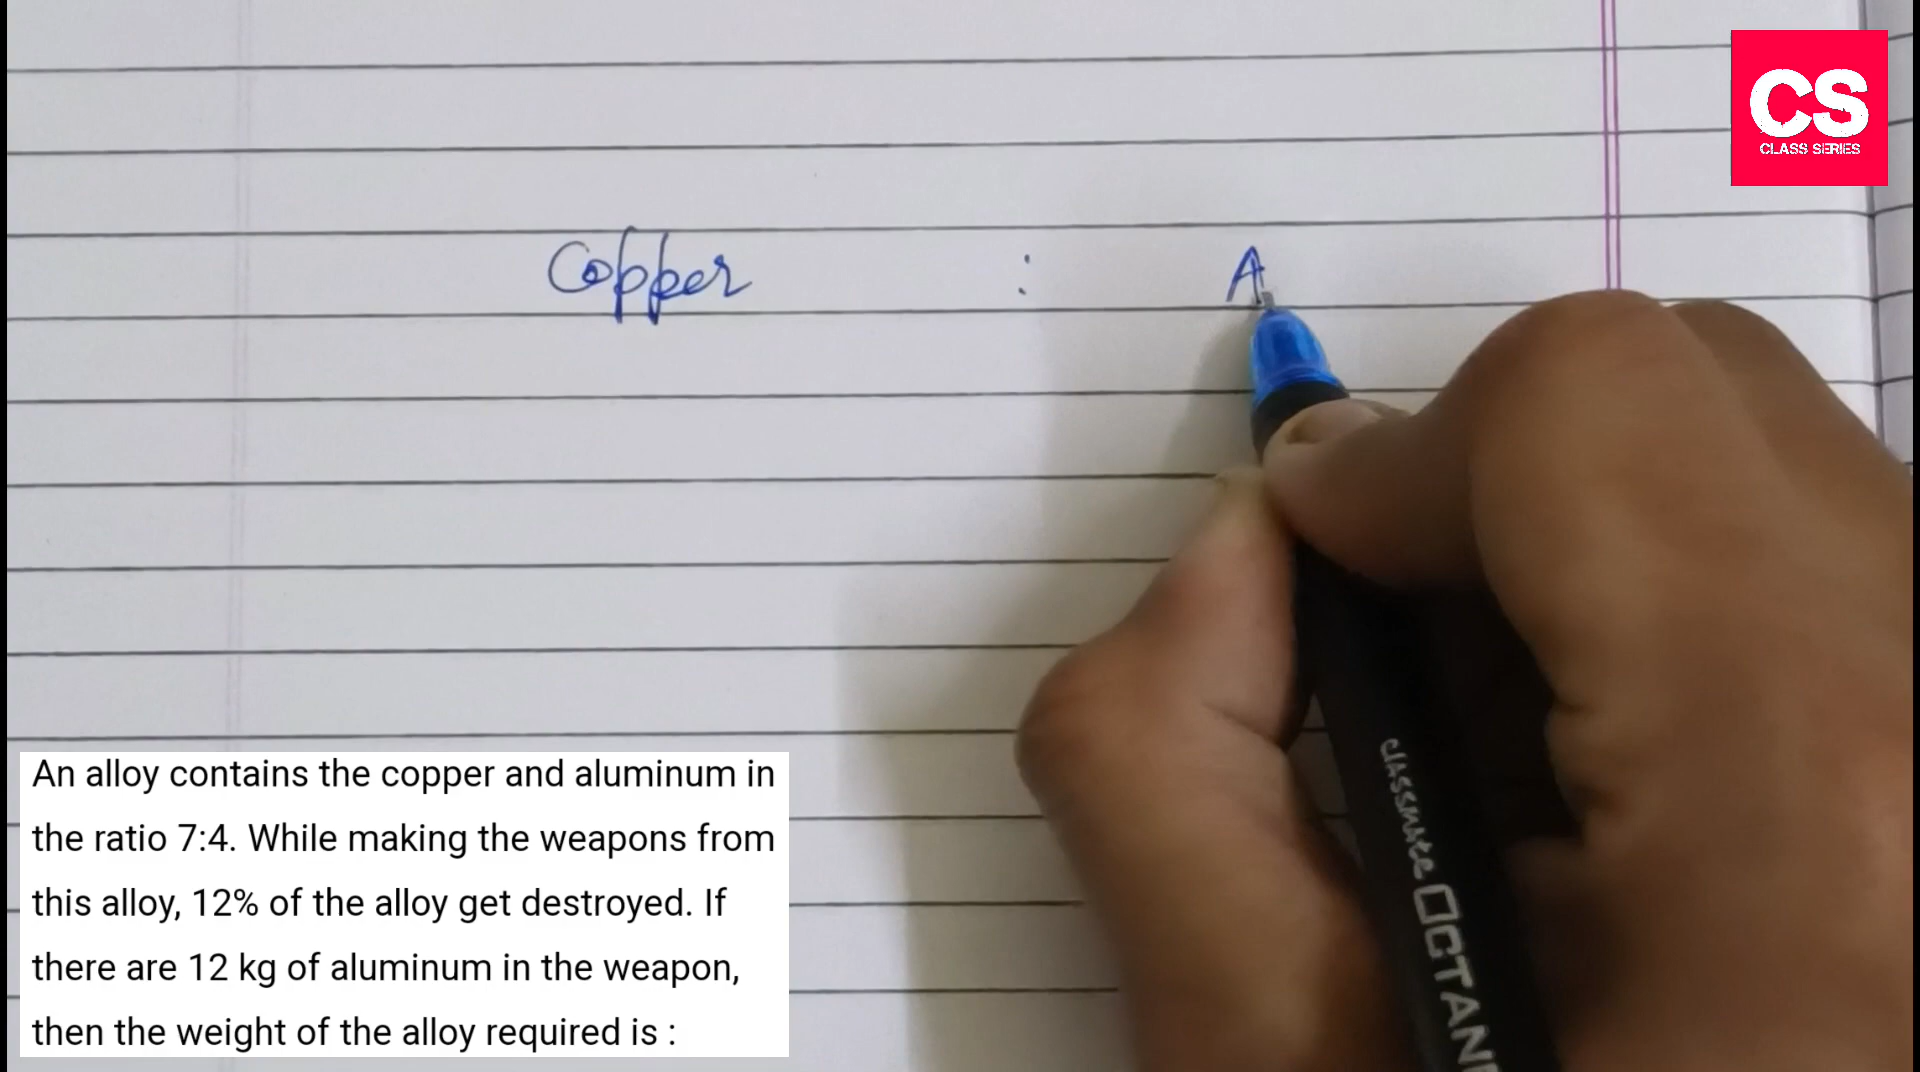 CS
CLASS SERIES
Copper : A
classmate OCTANE
An alloy contains the copper and aluminum in
the ratio 7:4. While making the weapons from
this alloy, 12% of the alloy get destroyed. If
there are 12 kg of aluminum in the weapon,
then the weight of the alloy required is :